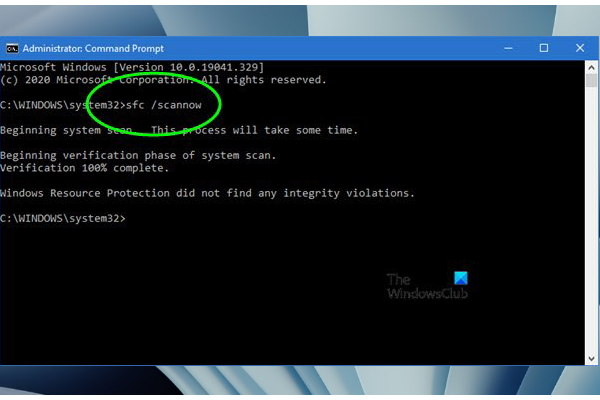 Administrator: Command Prompt
Microsoft Windows [Version 10.0.19041.329]
(c) 2020 Microsoft Corporation. All rights reserved.
C:\WINDOWS\system32>sfc /scannow
Beginning system scan.  This process will take some time.
Beginning verification phase of system scan.
Verification 100% complete.
Windows Resource Protection did not find any integrity violations.
C:\WINDOWS\system32>
The
WindowsClub